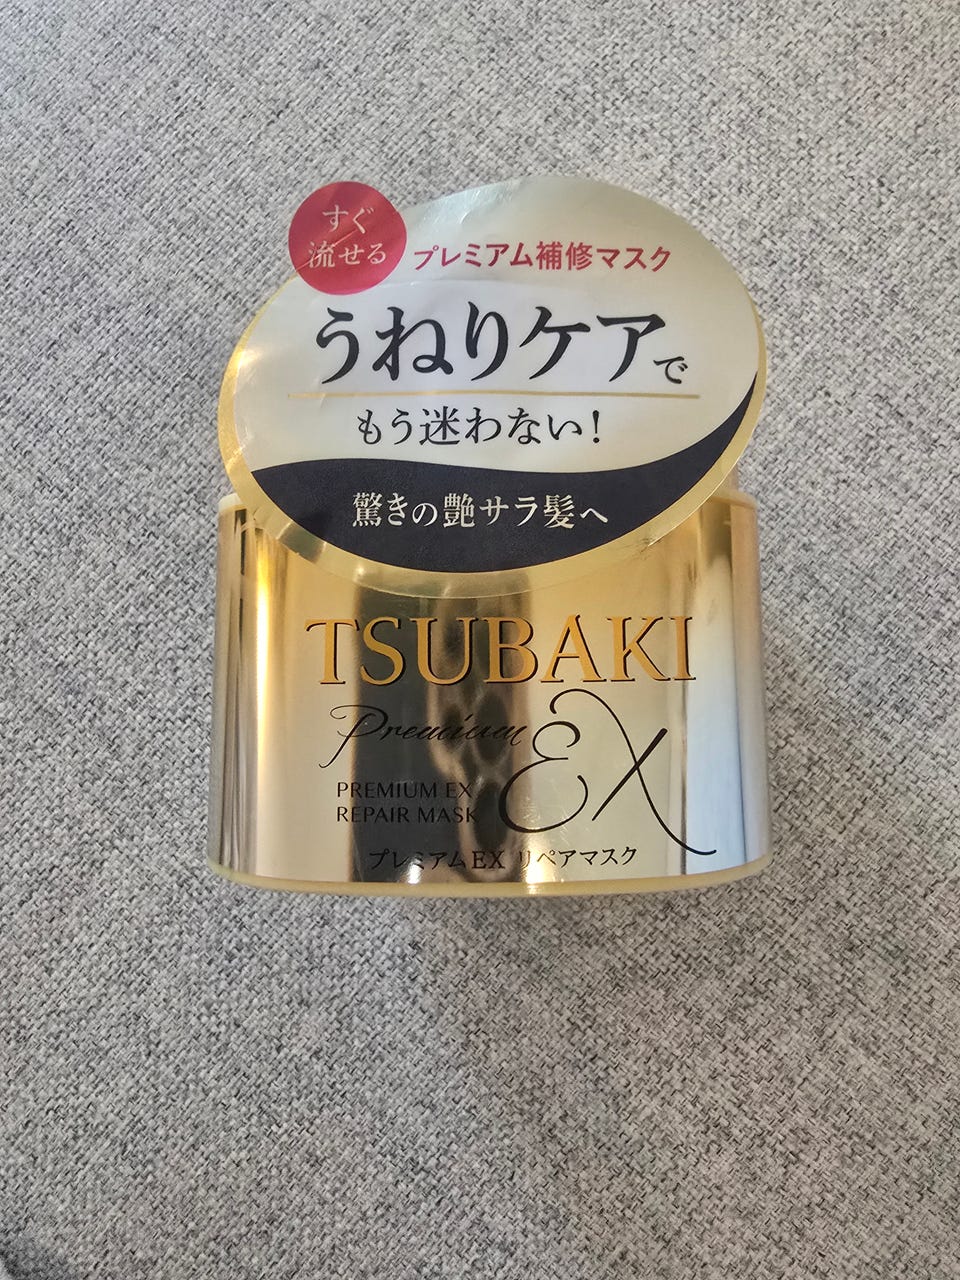 すぐ
流せる
プレミアム補修マスク
うねりケアで
もう迷わない!
驚きの艶サラ髪へ
TSUBAKI
Premium EX
PREMIUM EX
REPAIR MASK
プレミアムEX リペアマスク